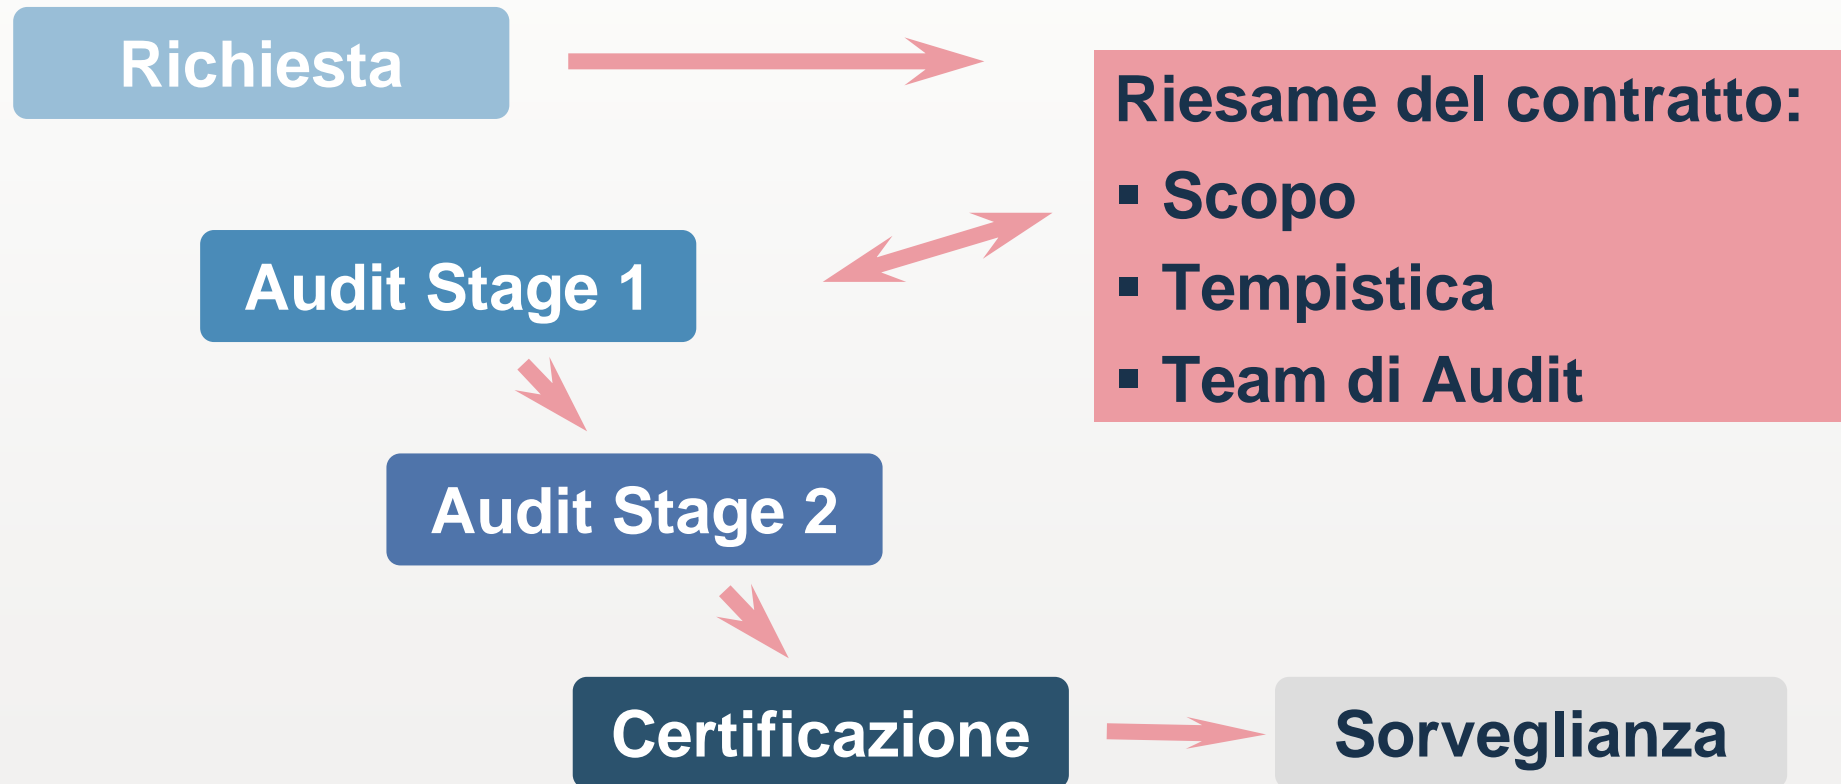 Richiesta
Riesame del contratto:
▪ Scopo
▪ Tempistica
▪ Team di Audit
Audit Stage 1
Audit Stage 2
Certificazione
Sorveglianza